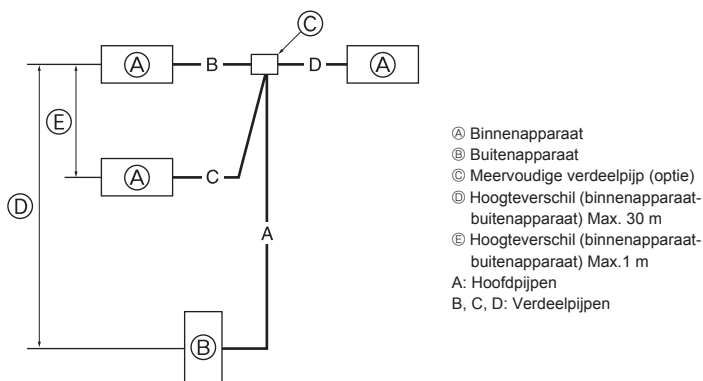 Ⓒ
Ⓐ B D Ⓐ
Ⓔ
Ⓐ C
Ⓓ
A
Ⓑ
Ⓐ Binnenapparaat
Ⓑ Buitenapparaat
Ⓒ Meervoudige verdeelpijp (optie)
Ⓓ Hoogteverschil (binnenapparaat-
buitenapparaat) Max. 30 m
Ⓔ Hoogteverschil (binnenapparaat-
buitenapparaat) Max.1 m
A: Hoofdpijpen
B, C, D: Verdeelpijpen